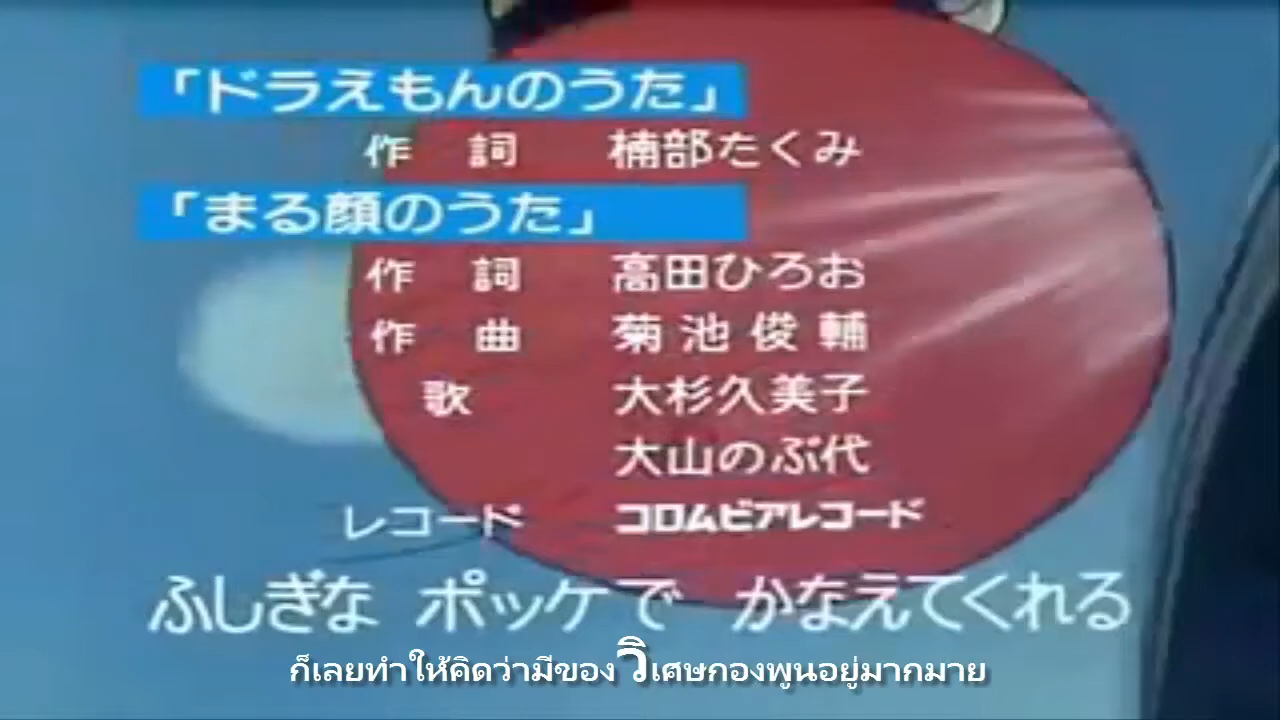 「ドラえもんのうた」
作 詞 楠部たくみ
「まる顔のうた」
作 詞 高田ひろお
作 曲 菊池俊輔
歌 大杉久美子
大山のぶ代
レコード コロムビアレコード
ふしぎな ポッケで かなえてくれる
ก็เลยทำให้คิดว่ามีของวิเศษกองพูนอยู่มากมาย